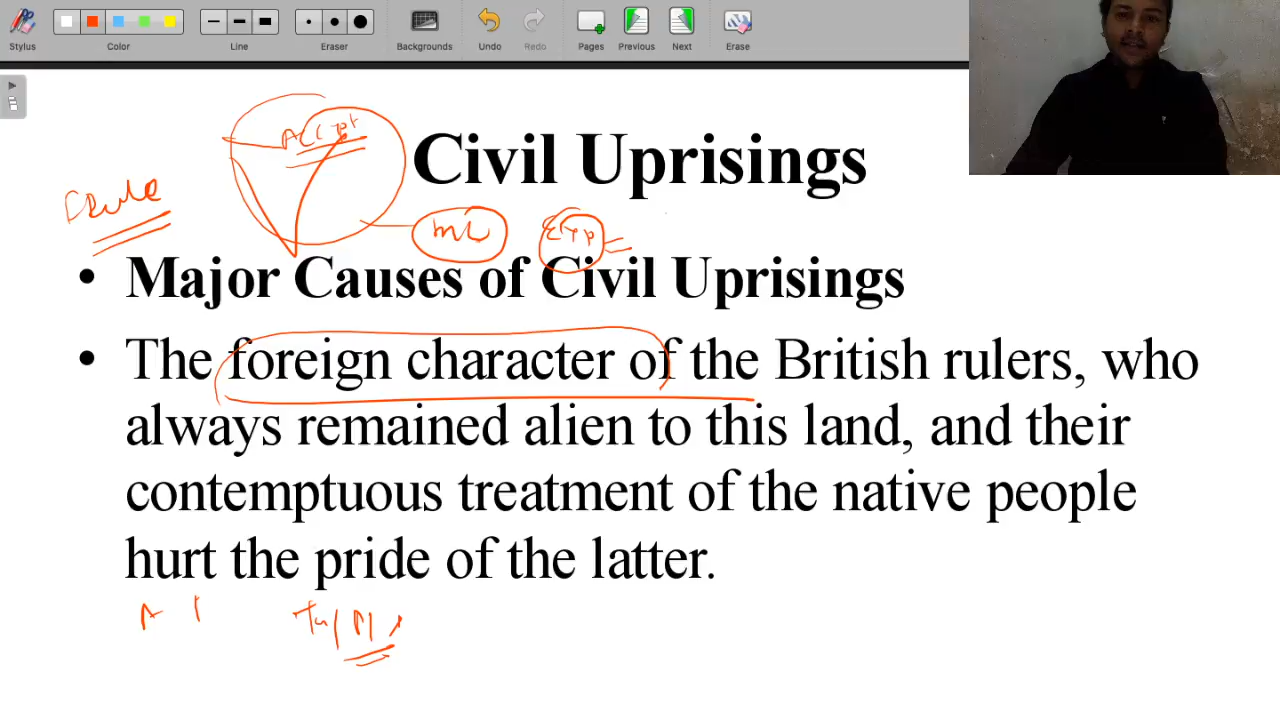 Stylus
Color
Line
Eraser
Backgrounds
Undo
Redo
Pages
Previous
Next
Erase
Civil Uprisings
• Major Causes of Civil Uprisings
• The foreign character of the British rulers, who
always remained alien to this land, and their
contemptuous treatment of the native people
hurt the pride of the latter.